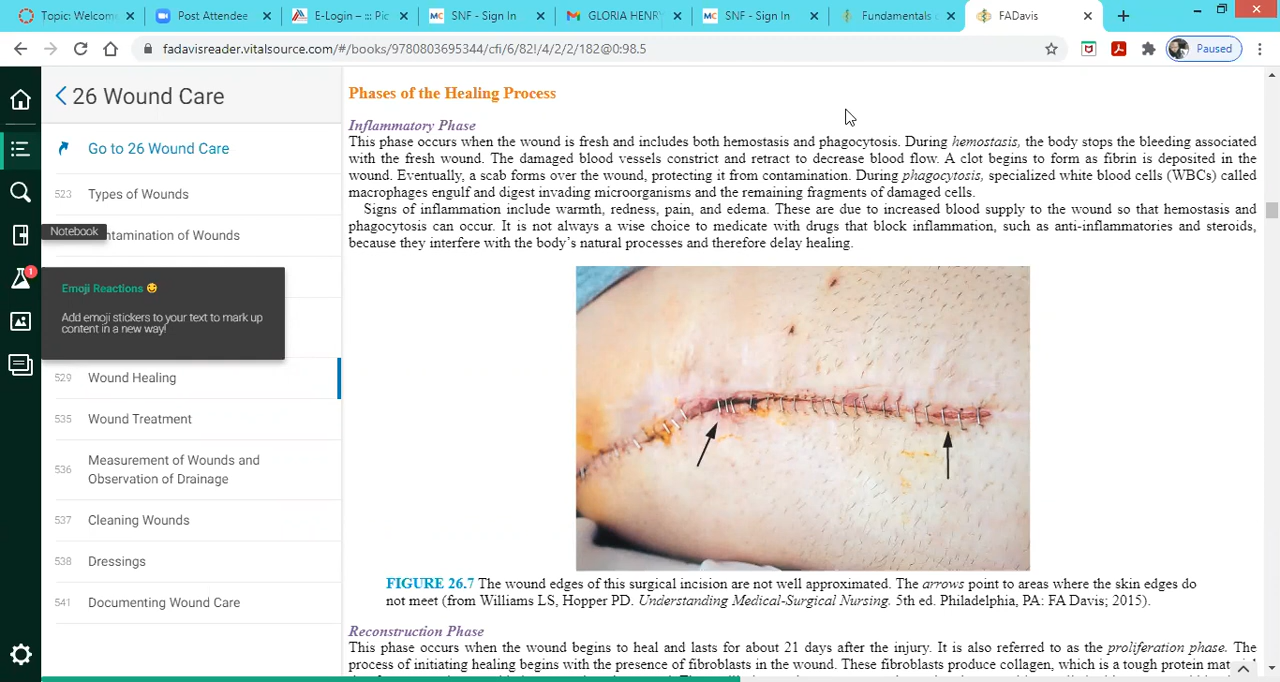 Topic: Welcome
Post Attendee
E-Login – ::: Pic
SNF - Sign In
GLORIA HENRY
SNF - Sign In
Fundamentals o
FADavis
fadavisreader.vitalsource.com/#/books/9780803695344/cfi/6/82!/4/2/2/182@0:98.5
Paused
26 Wound Care
Go to 26 Wound Care
523 Types of Wounds
Notebook
ntamination of Wounds
1
Emoji Reactions 😀
Add emoji stickers to your text to mark up
content in a new way!
529 Wound Healing
535 Wound Treatment
536 Measurement of Wounds and
Observation of Drainage
537 Cleaning Wounds
538 Dressings
541 Documenting Wound Care
Phases of the Healing Process
Inflammatory Phase
This phase occurs when the wound is fresh and includes both hemostasis and phagocytosis. During hemostasis, the body stops the bleeding associated
with the fresh wound. The damaged blood vessels constrict and retract to decrease blood flow. A clot begins to form as fibrin is deposited in the
wound. Eventually, a scab forms over the wound, protecting it from contamination. During phagocytosis, specialized white blood cells (WBCs) called
macrophages engulf and digest invading microorganisms and the remaining fragments of damaged cells.
Signs of inflammation include warmth, redness, pain, and edema. These are due to increased blood supply to the wound so that hemostasis and
phagocytosis can occur. It is not always a wise choice to medicate with drugs that block inflammation, such as anti-inflammatories and steroids,
because they interfere with the body's natural processes and therefore delay healing.
FIGURE 26.7 The wound edges of this surgical incision are not well approximated. The arrows point to areas where the skin edges do
not meet (from Williams LS, Hopper PD. Understanding Medical-Surgical Nursing. 5th ed. Philadelphia, PA: FA Davis; 2015).
Reconstruction Phase
This phase occurs when the wound begins to heal and lasts for about 21 days after the injury. It is also referred to as the proliferation phase. The
process of initiating healing begins with the presence of fibroblasts in the wound. These fibroblasts produce collagen, which is a tough protein mat